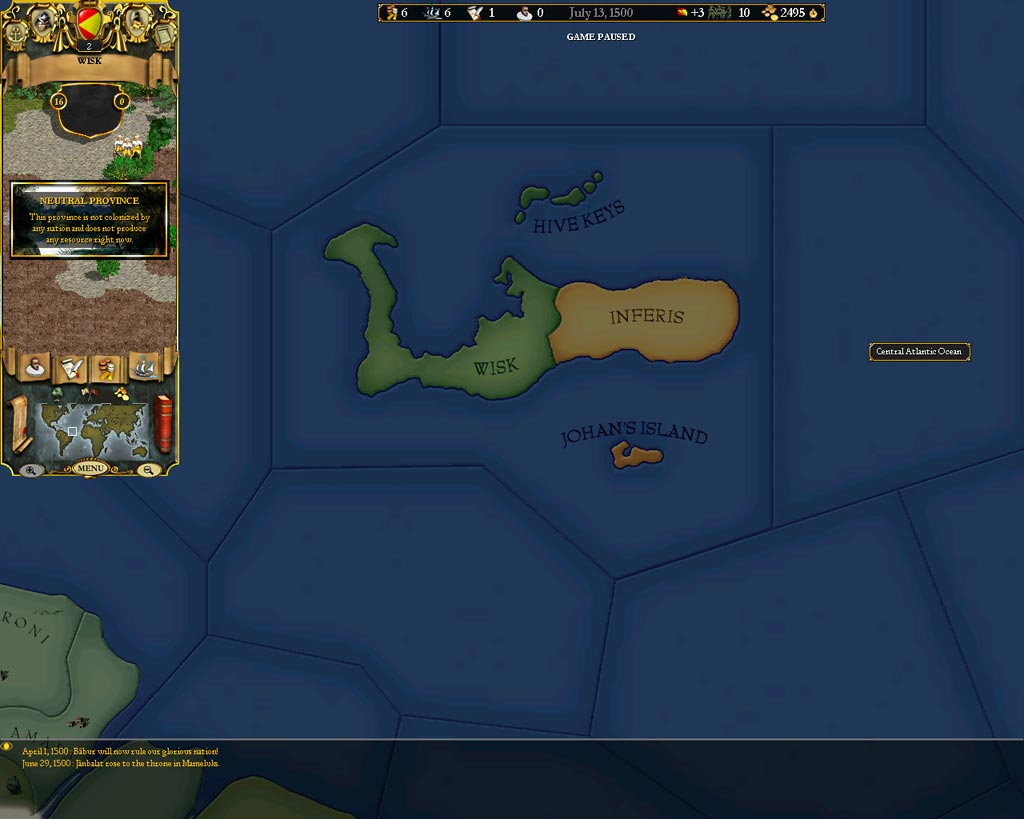 6 6 1 0 July 13, 1500 +3 10 2495
GAME PAUSED
2
WISK
16 0
NEUTRAL PROVINCE
This province is not colonized by
any nation and does not produce
any resource right now.
HIVE KEYS
INFERIS
WISK
Central Atlantic Ocean
JOHAN'S ISLAND
MENU
RONI
AMA
April 1, 1500 : Bâbur will now rule our glorious nation!
June 29, 1500 : Jinbalat rose to the throne in Mameluks.